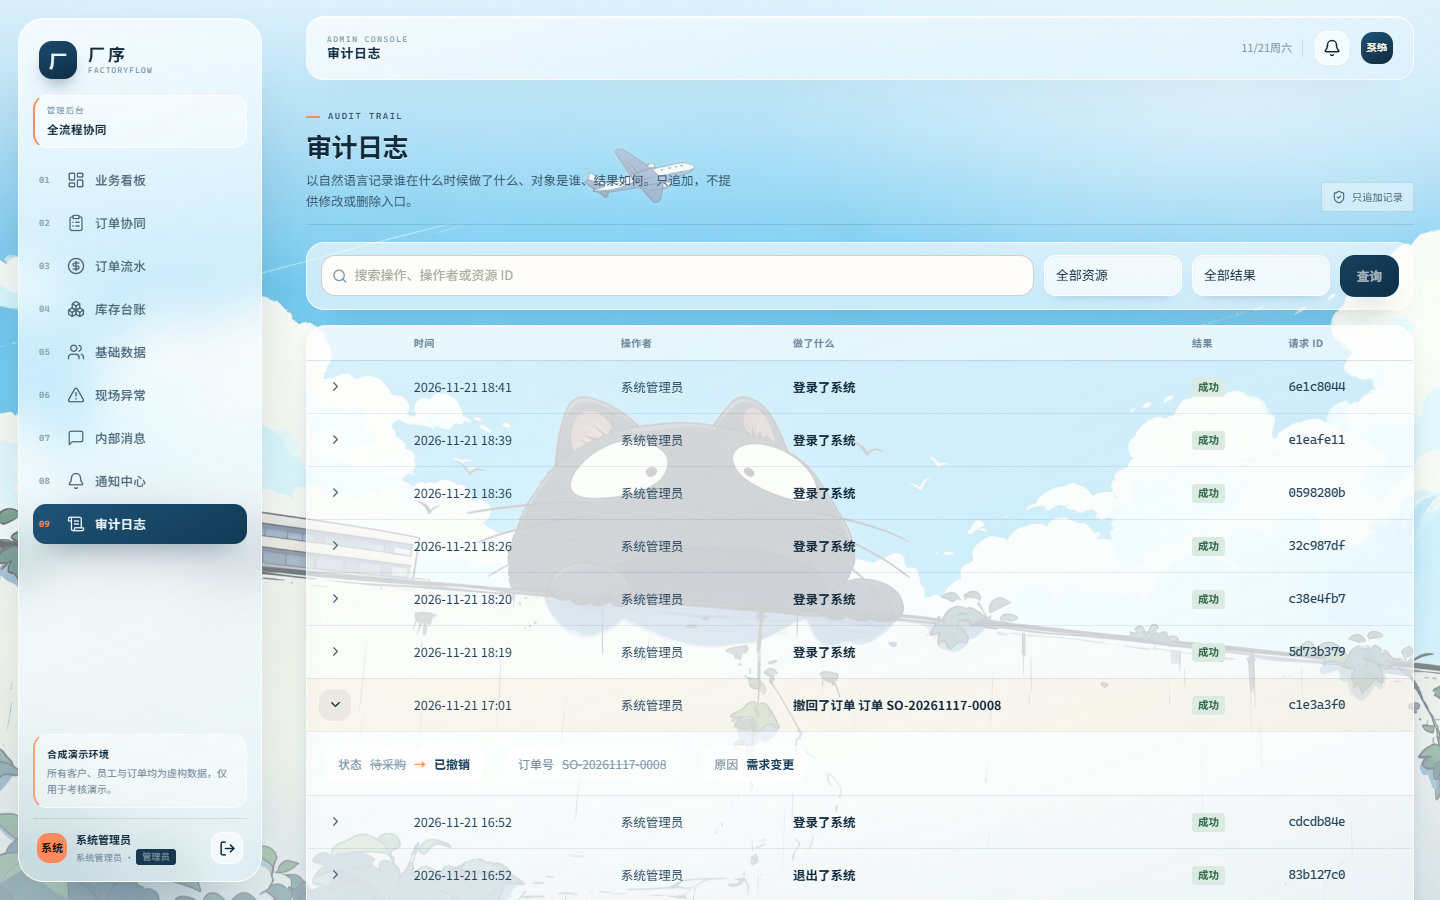 厂
厂序
FACTORYFLOW
管理后台
全流程协同
01 业务看板
02 订单协同
03 订单流水
04 库存台账
05 基础数据
06 现场异常
07 内部消息
08 通知中心
09 审计日志
合成演示环境
所有客户、员工与订单均为虚构数据，仅
用于考核演示。
系统 系统管理员
系统管理员 · 管理员
ADMIN CONSOLE
审计日志
11/21周六
系统
AUDIT TRAIL
审计日志
以自然语言记录谁在什么时候做了什么、对象是谁、结果如何。只追加，不提
供修改或删除入口。
只追加记录
搜索操作、操作者或资源 ID 全部资源 全部结果 查询
时间 操作者 做了什么 结果 请求 ID
2026-11-21 18:41 系统管理员 登录了系统 成功 6e1c8044
2026-11-21 18:39 系统管理员 登录了系统 成功 e1eafe11
2026-11-21 18:36 系统管理员 登录了系统 成功 0598280b
2026-11-21 18:26 系统管理员 登录了系统 成功 32c987df
2026-11-21 18:20 系统管理员 登录了系统 成功 c38e4fb7
2026-11-21 18:19 系统管理员 登录了系统 成功 5d73b379
2026-11-21 17:01 系统管理员 撤回了订单 订单 SO-20261117-0008 成功 c1e3a3f0
状态 待采购 → 已撤销 订单号 SO-20261117-0008 原因 需求变更
2026-11-21 16:52 系统管理员 登录了系统 成功 cdcdb84e
2026-11-21 16:52 系统管理员 退出了系统 成功 83b127c0